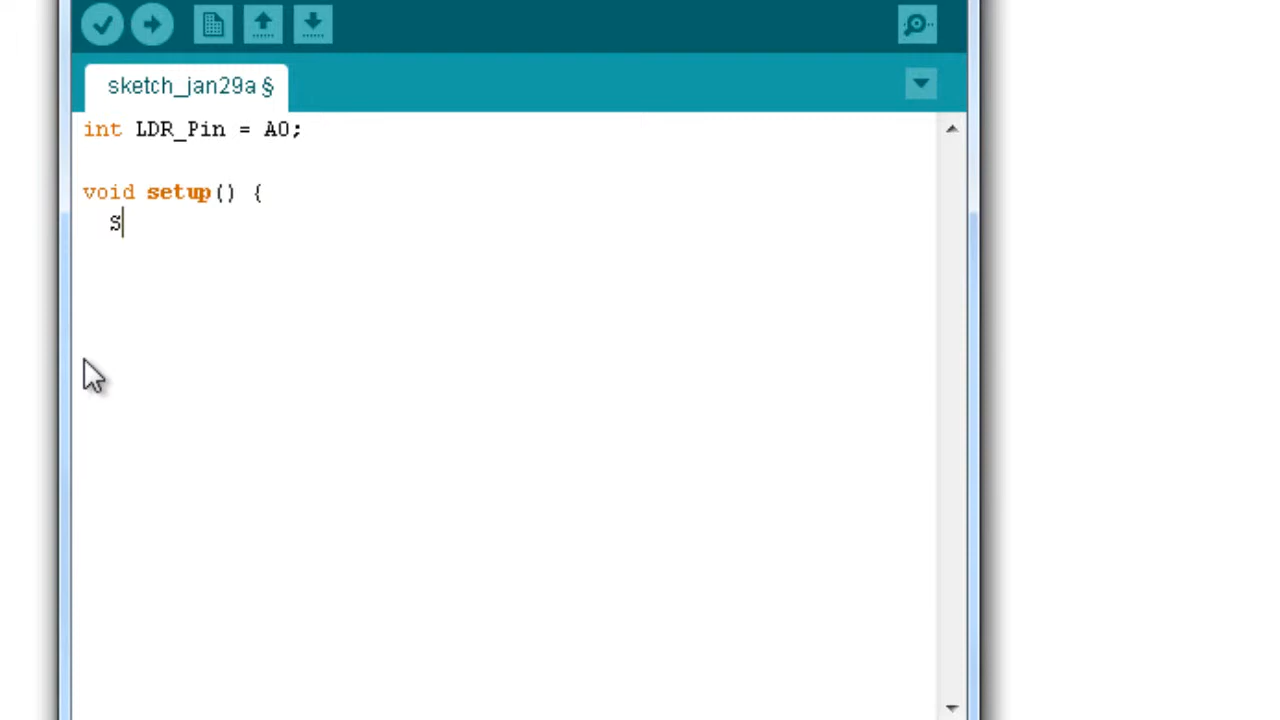 sketch_jan29a §
int LDR_Pin = A0;
void setup() {
S